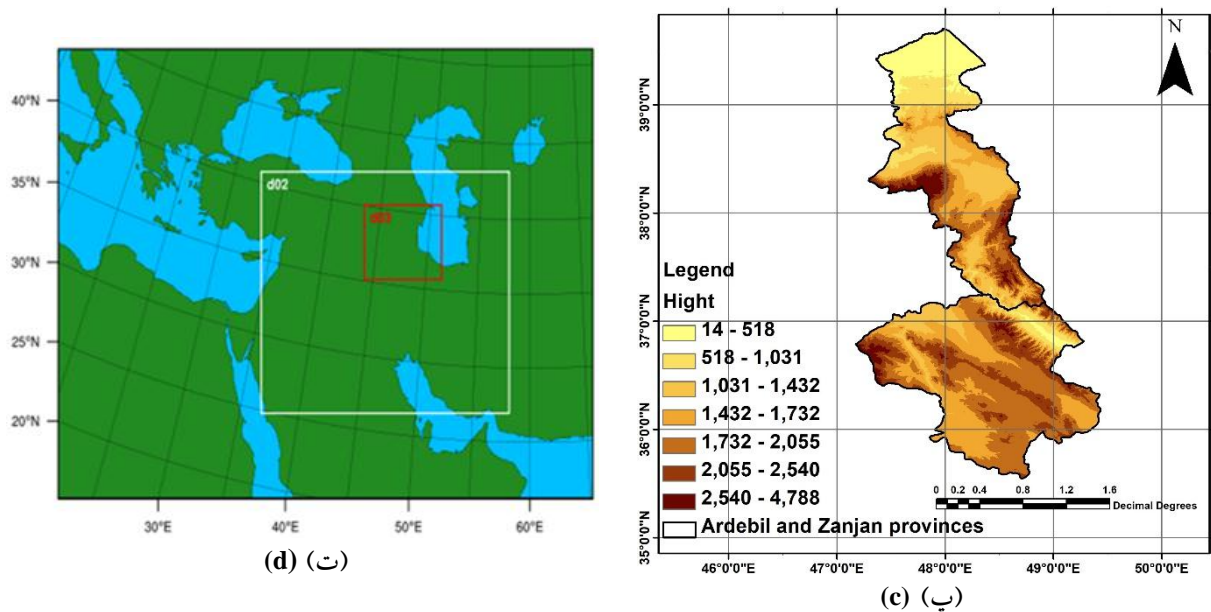 40°N
35°N
30°N
25°N
20°N
d02
d03
30°E
40°E
50°E
60°E
(d) (ت)
N
39°0'0"N
38°0'0"N
37°0'0"N
36°0'0"N
35°0'0"N
Legend
Hight
14 - 518
518 - 1,031
1,031 - 1,432
1,432 - 1,732
1,732 - 2,055
2,055 - 2,540
2,540 - 4,788
Ardebil and Zanjan provinces
0 0.2 0.4 0.8 1.2 1.6
Decimal Degrees
46°0'0"E
47°0'0"E
48°0'0"E
49°0'0"E
50°0'0"E
(c) (پ)